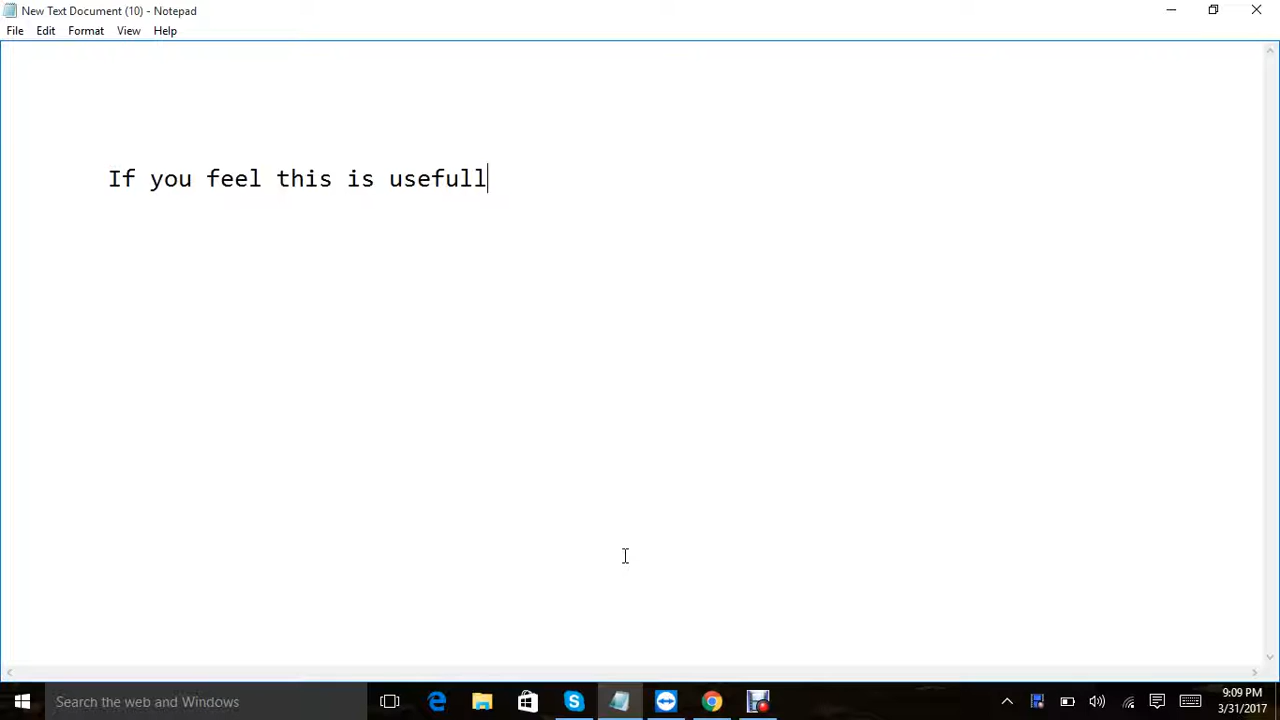 New Text Document (10) - Notepad
File Edit Format View Help
If you feel this is usefull
Search the web and Windows
9:09 PM
3/31/2017